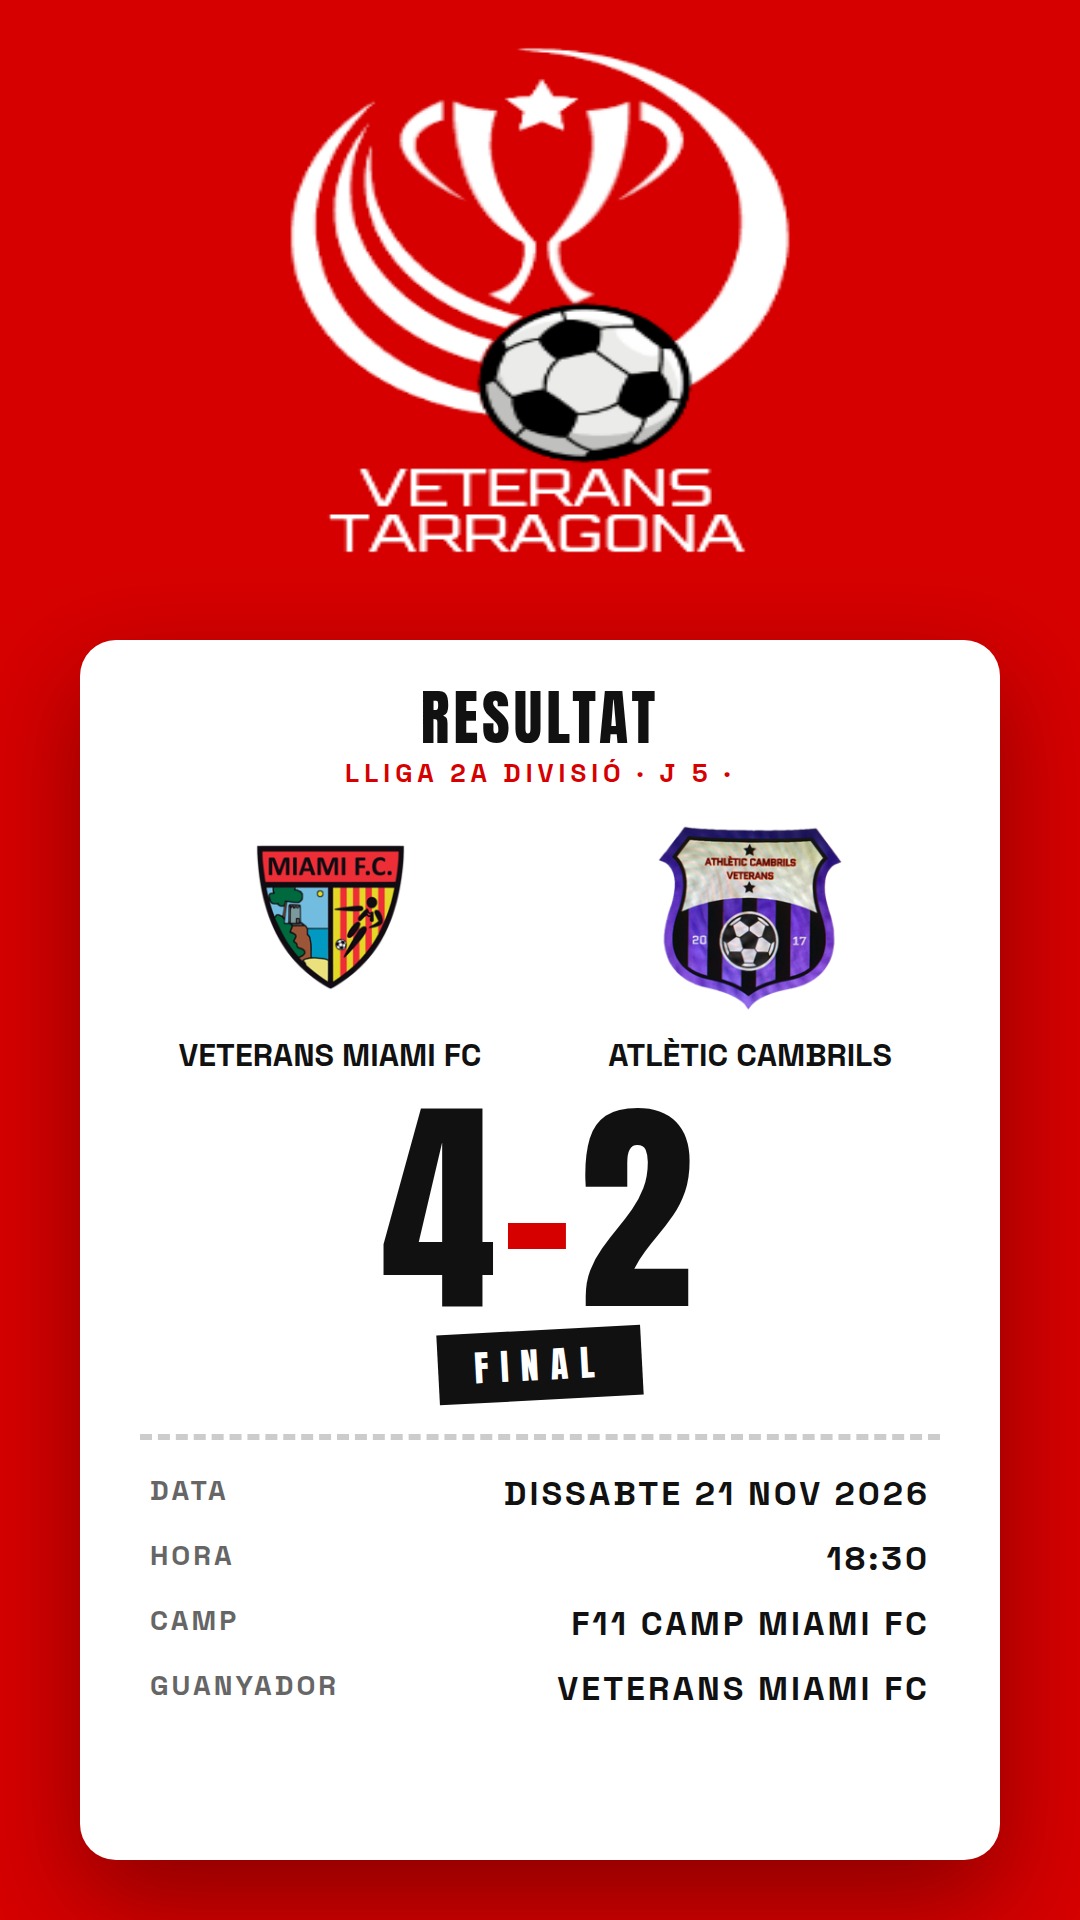 VETERANS
TARRAGONA
RESULTAT
LLIGA 2A DIVISIÓ · J 5 ·
MIAMI F.C.
ATHLÈTIC CAMBRILS
VETERANS
20 17
VETERANS MIAMI FC
ATLÈTIC CAMBRILS
4-2
FINAL
DATA DISSABTE 21 NOV 2026
HORA 18:30
CAMP F11 CAMP MIAMI FC
GUANYADOR VETERANS MIAMI FC